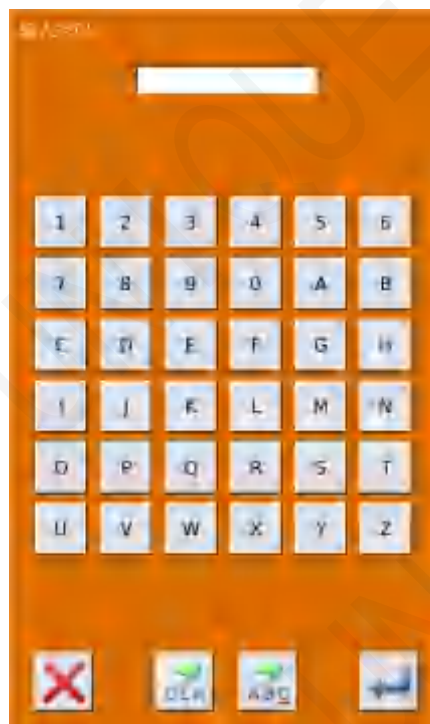 1 2 3 4 5 6
7 8 9 0 A B
C D E F G H
I J K L M N
O P Q R S T
U V W X Y Z
CLR ABC